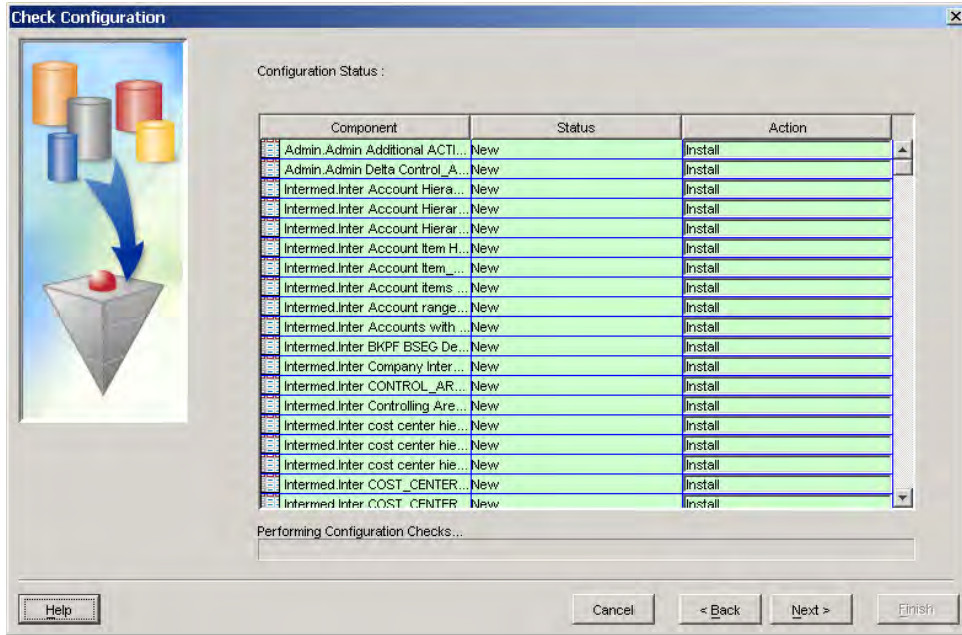 Check Configuration
Configuration Status :
Component Status Action
Admin.Admin Additional ACTI... New Install
Admin.Admin Delta Control_A... New Install
Intermed.Inter Account Hiera... New Install
Intermed.Inter Account Hierar... New Install
Intermed.Inter Account Hierar... New Install
Intermed.Inter Account Item H... New Install
Intermed.Inter Account Item_ ... New Install
Intermed.Inter Account items ... New Install
Intermed.Inter Account range... New Install
Intermed.Inter Accounts with ... New Install
Intermed.Inter BKPF BSEG De... New Install
Intermed.Inter Company Inter... New Install
Intermed.Inter CONTROL_AR... New Install
Intermed.Inter Controlling Are... New Install
Intermed.Inter cost center hie... New Install
Intermed.Inter cost center hie... New Install
Intermed.Inter cost center hie... New Install
Intermed.Inter COST_CENTER... New Install
Intermed.Inter COST_CENTER New Install
Performing Configuration Checks...
Help Cancel < Back Next > Finish